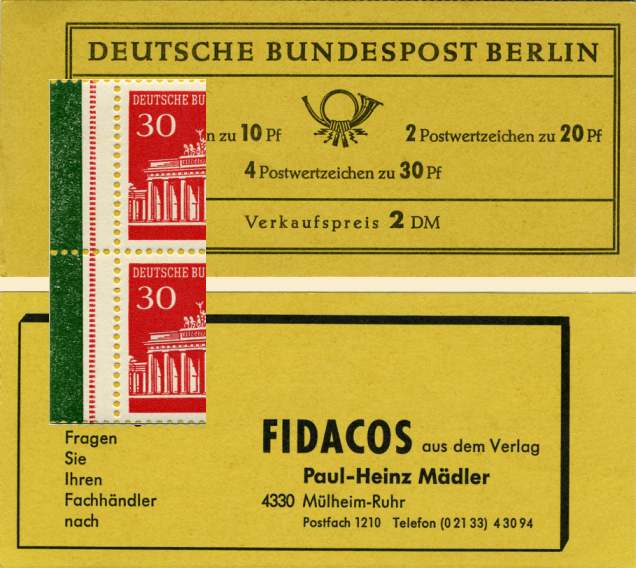 DEUTSCHE BUNDESPOST BERLIN
zu 10 Pf
2 Postwertzeichen zu 20 Pf
4 Postwertzeichen zu 30 Pf
Verkaufspreis 2 DM
DEUTSCHE BU
30
DEUTSCHE BU
30
Fragen
Sie
Ihren
Fachhändler
nach
FIDACOS aus dem Verlag
Paul-Heinz Mädler
4330 Mülheim-Ruhr
Postfach 1210 Telefon (0 21 33) 4 30 94